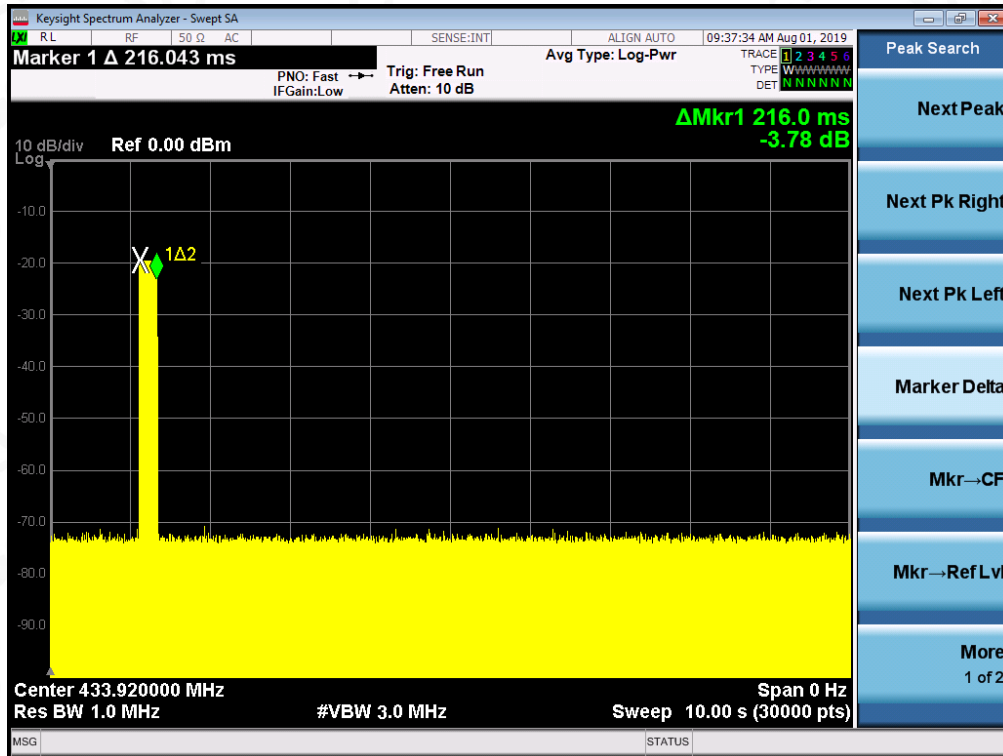 Keysight Spectrum Analyzer - Swept SA
LXI RL RF 50 Ω AC SENSE:INT ALIGN AUTO 09:37:34 AM Aug 01, 2019
Marker 1 Δ 216.043 ms
PNO: Fast
IFGain:Low
Trig: Free Run
Atten: 10 dB
Avg Type: Log-Pwr
TRACE 1 2 3 4 5 6
TYPE WWWWWW
DET N N N N N N
ΔMkr1 216.0 ms
-3.78 dB
10 dB/div Ref 0.00 dBm
Log
-10.0
1Δ2
-20.0
-30.0
-40.0
-50.0
-60.0
-70.0
-80.0
-90.0
Center 433.920000 MHz Span 0 Hz
Res BW 1.0 MHz #VBW 3.0 MHz Sweep 10.00 s (30000 pts)
MSG STATUS
Peak Search
Next Peak
Next Pk Right
Next Pk Left
Marker Delta
Mkr→CF
Mkr→Ref Lvl
More
1 of 2